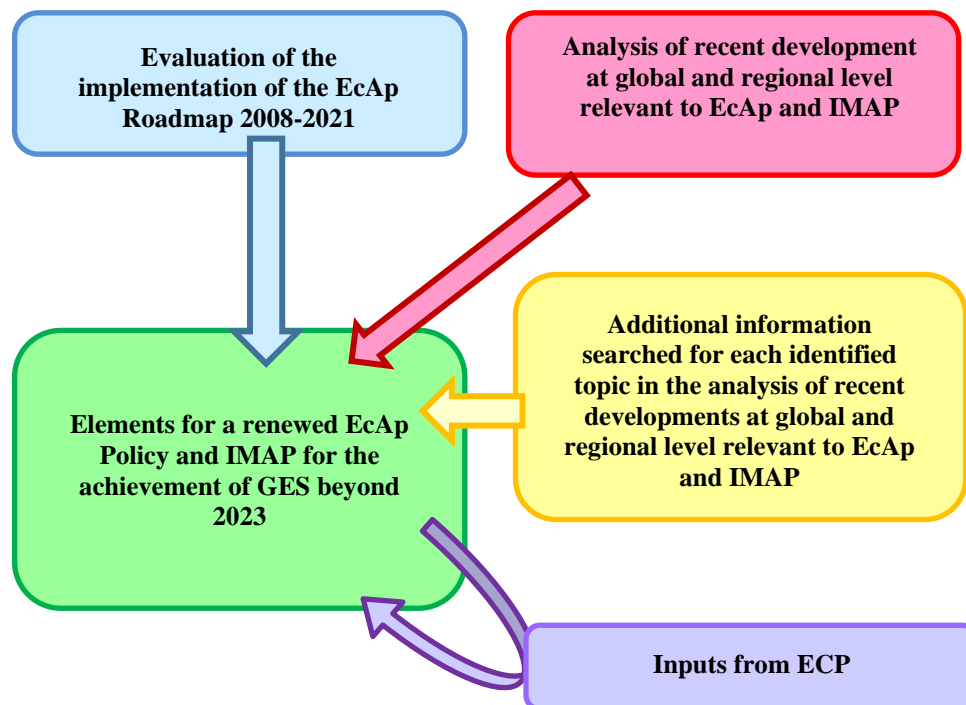 Evaluation of the
implementation of the EcAp
Roadmap 2008-2021
Analysis of recent development
at global and regional level
relevant to EcAp and IMAP
Additional information
searched for each identified
topic in the analysis of recent
developments at global and
regional level relevant to EcAp
and IMAP
Elements for a renewed EcAp
Policy and IMAP for the
achievement of GES beyond
2023
Inputs from ECP